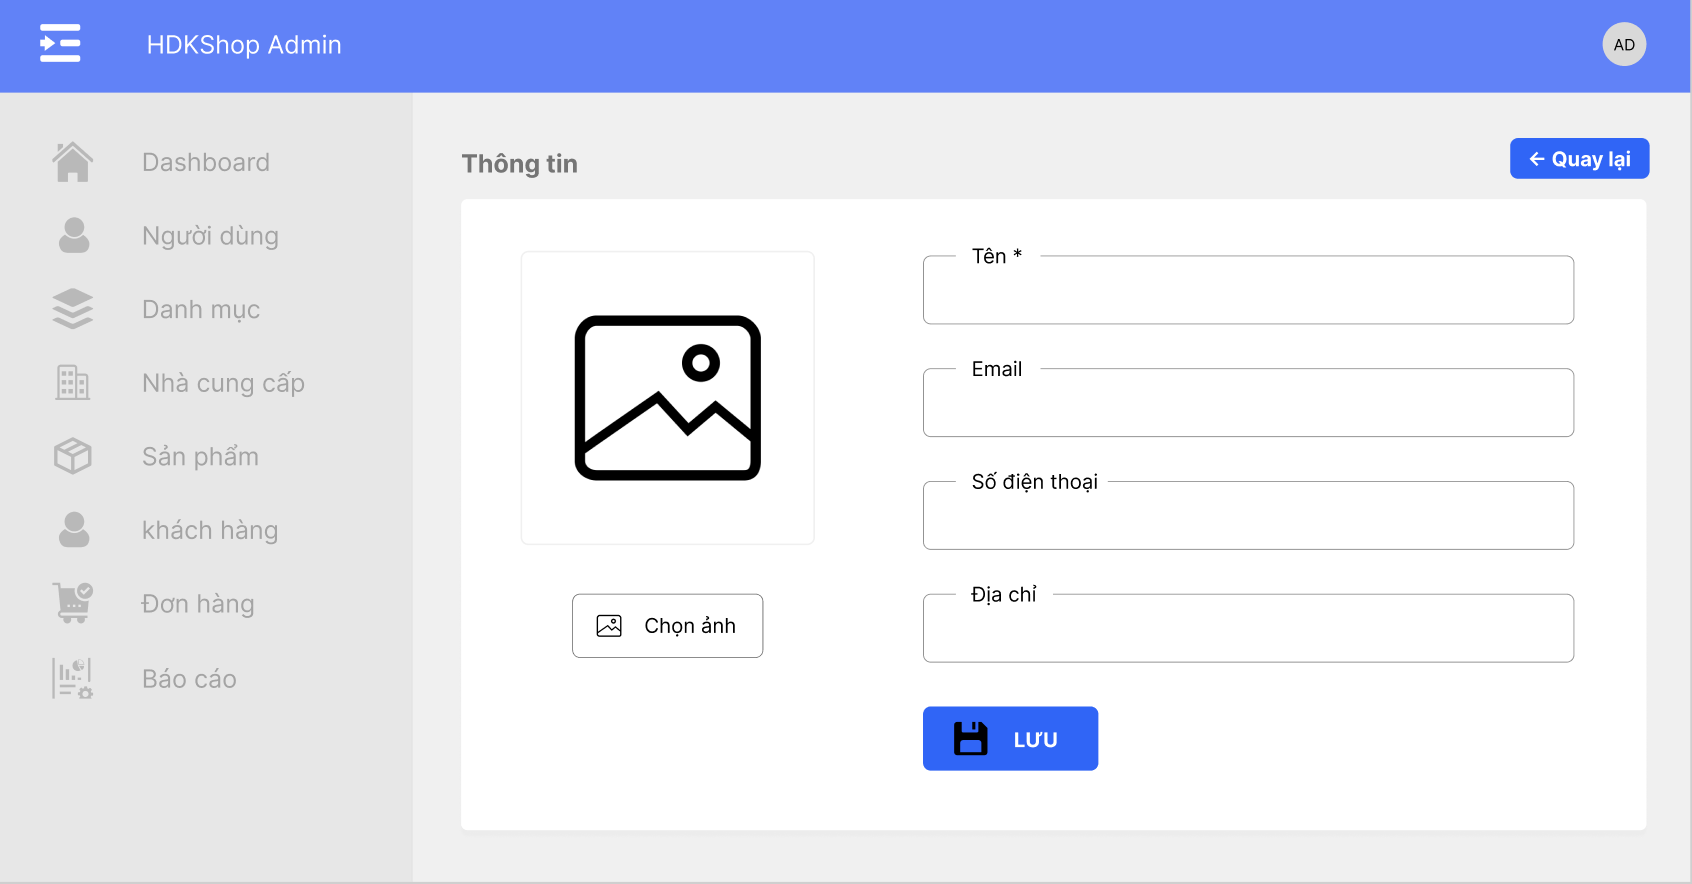 HDKShop Admin
AD
Dashboard
Người dùng
Danh mục
Nhà cung cấp
Sản phẩm
khách hàng
Đơn hàng
Báo cáo
Thông tin
← Quay lại
Chọn ảnh
Tên *
Email
Số điện thoại
Địa chỉ
LƯU